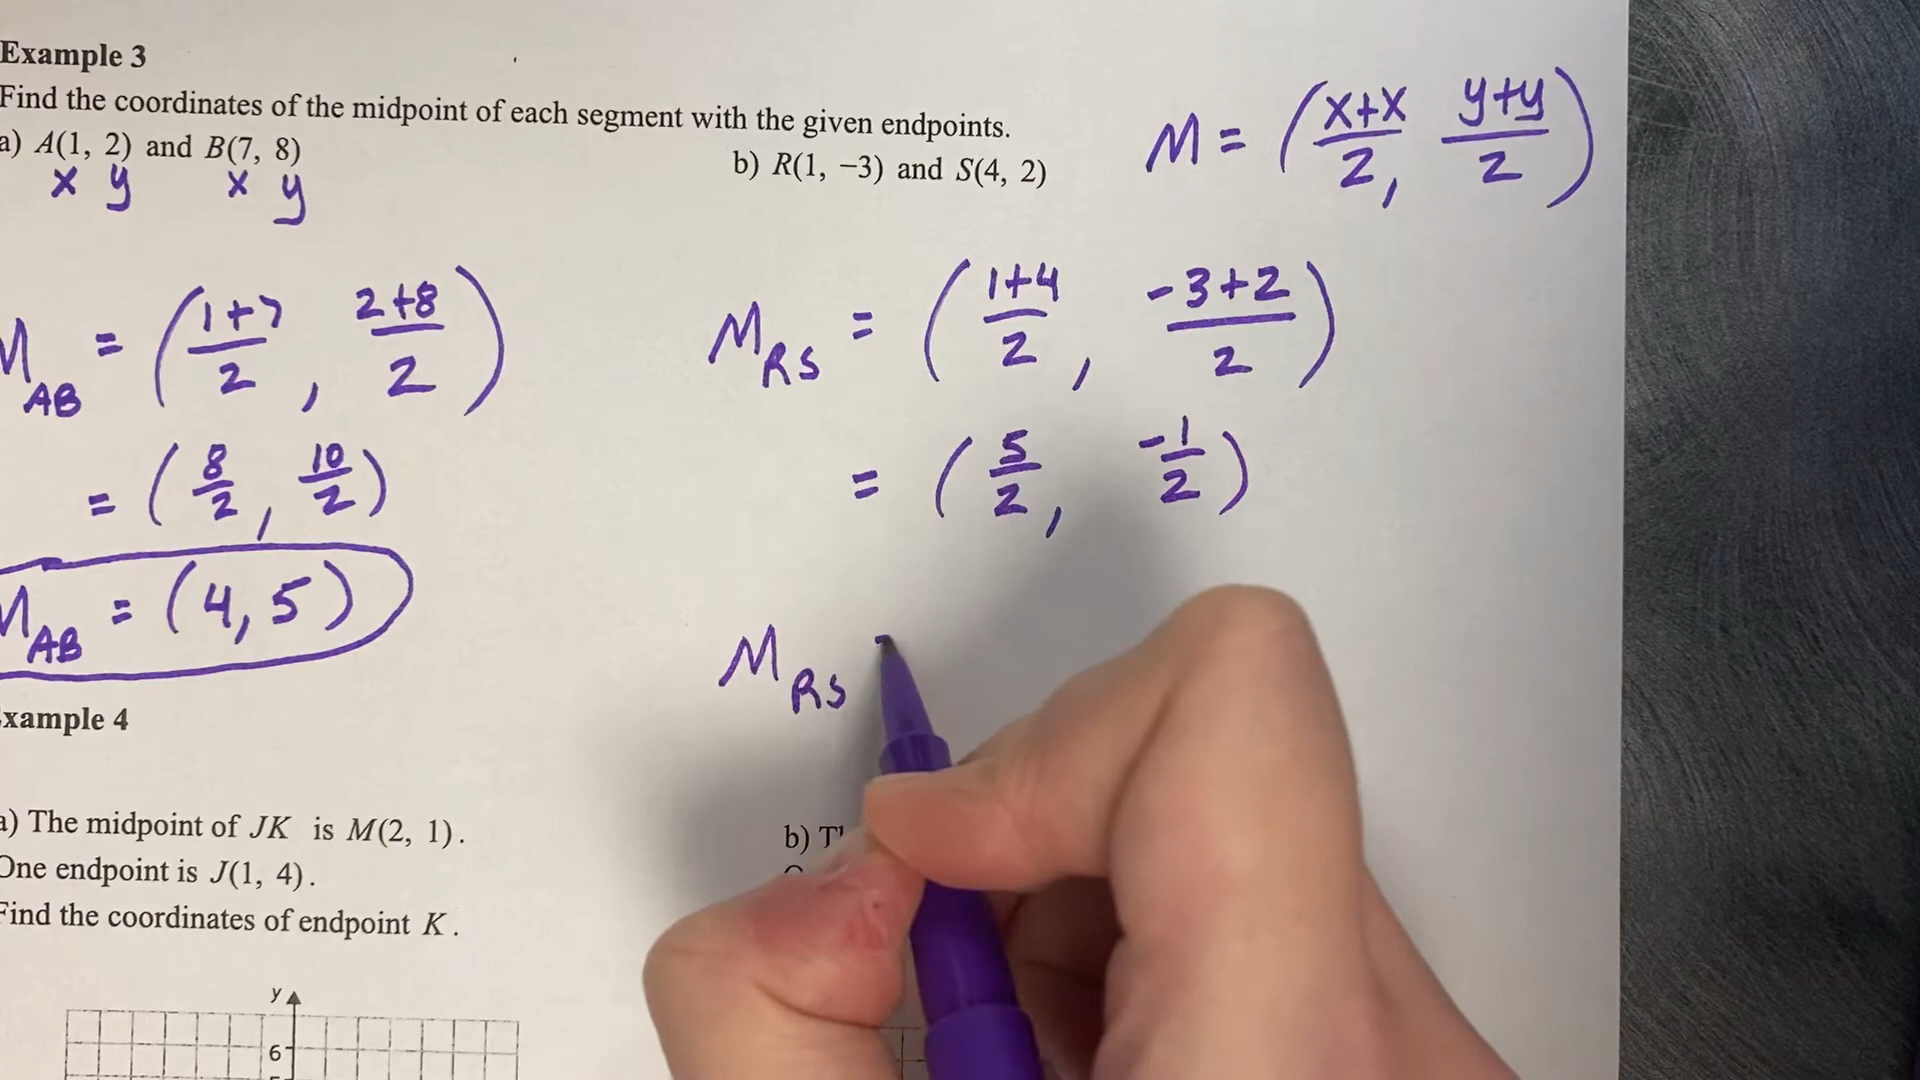 Example 3
Find the coordinates of the midpoint of each segment with the given endpoints.
a) A(1, 2) and B(7, 8)
x y x y
M_AB = (1+7/2, 2+8/2)
= (8/2, 10/2)
M_AB = (4,5)
b) R(1, −3) and S(4, 2)
M = (x+x/2, y+y/2)
M_RS = (1+4/2, -3+2/2)
= (5/2, -1/2)
M_RS
xample 4
a) The midpoint of JK is M(2, 1).
One endpoint is J(1, 4).
Find the coordinates of endpoint K.
y
6
b)